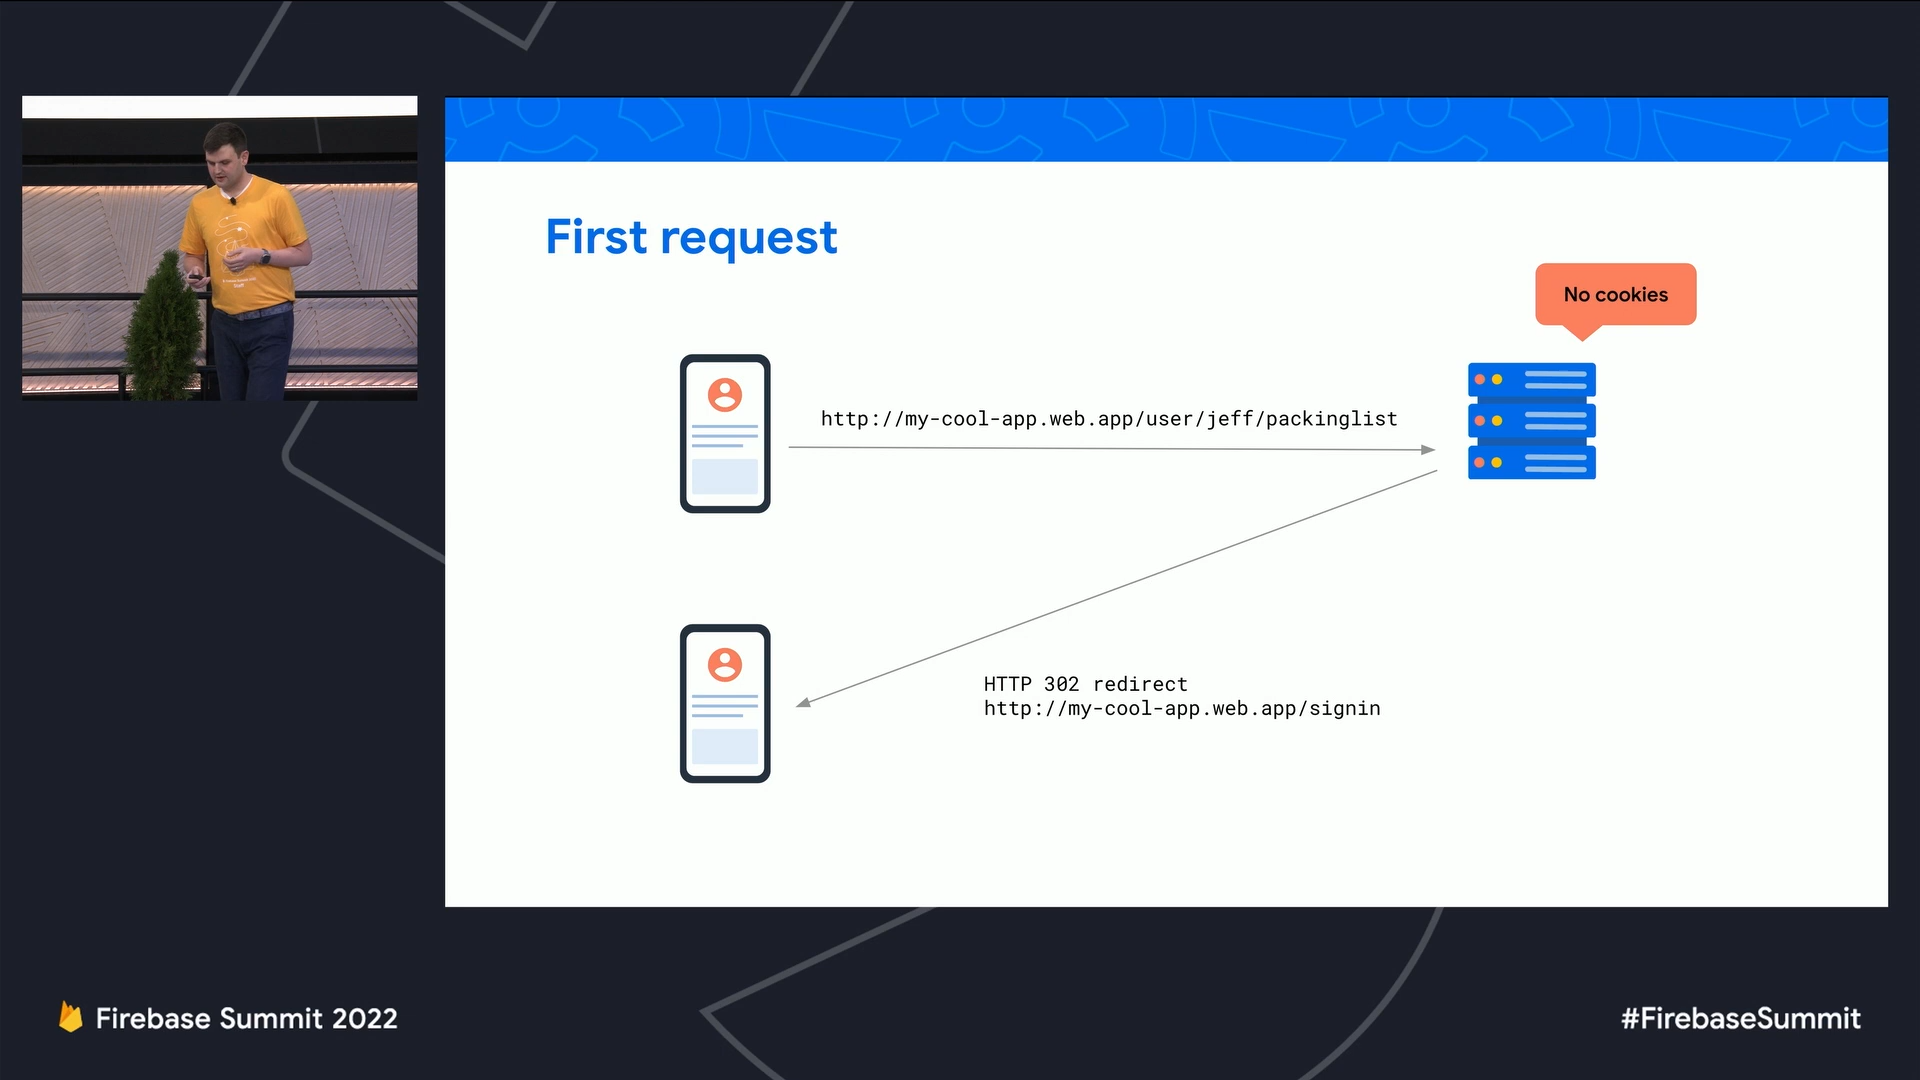 First request
No cookies
http://my-cool-app.web.app/user/jeff/packinglist
HTTP 302 redirect
http://my-cool-app.web.app/signin
Firebase Summit 2022
#FirebaseSummit